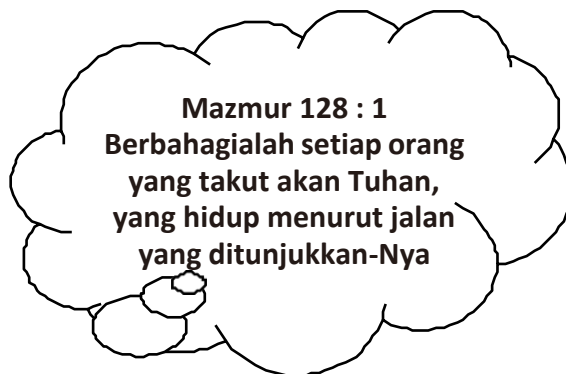 Mazmur 128 : 1
Berbahagialah setiap orang
yang takut akan Tuhan,
yang hidup menurut jalan
yang ditunjukkan-Nya